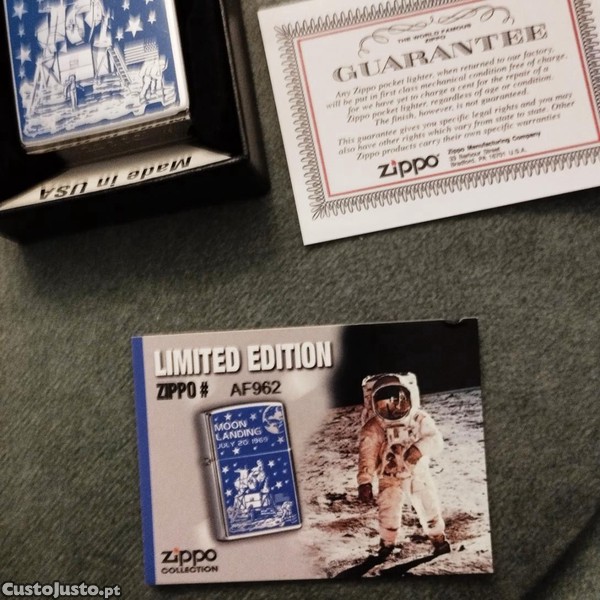 Made in USA
THE WORLD FAMOUS
ZIPPO
GUARANTEE
Any Zippo pocket lighter, when returned to our factory,
will be put in first class mechanical condition free of charge,
for we have yet to charge a cent for the repair of a
Zippo pocket lighter, regardless of age or condition.
The finish, however, is not guaranteed.
This guarantee gives you specific legal rights and you may
also have other rights which vary from state to state. Other
Zippo products carry their own specific warranties
zippo
Zippo Manufacturing Company
33 Barbour Street
Bradford, PA 16701 U.S.A.
LIMITED EDITION
ZIPPO # AF962
MOON
LANDING
JULY 20 1969
zippo
COLLECTION
CustoJusto.pt